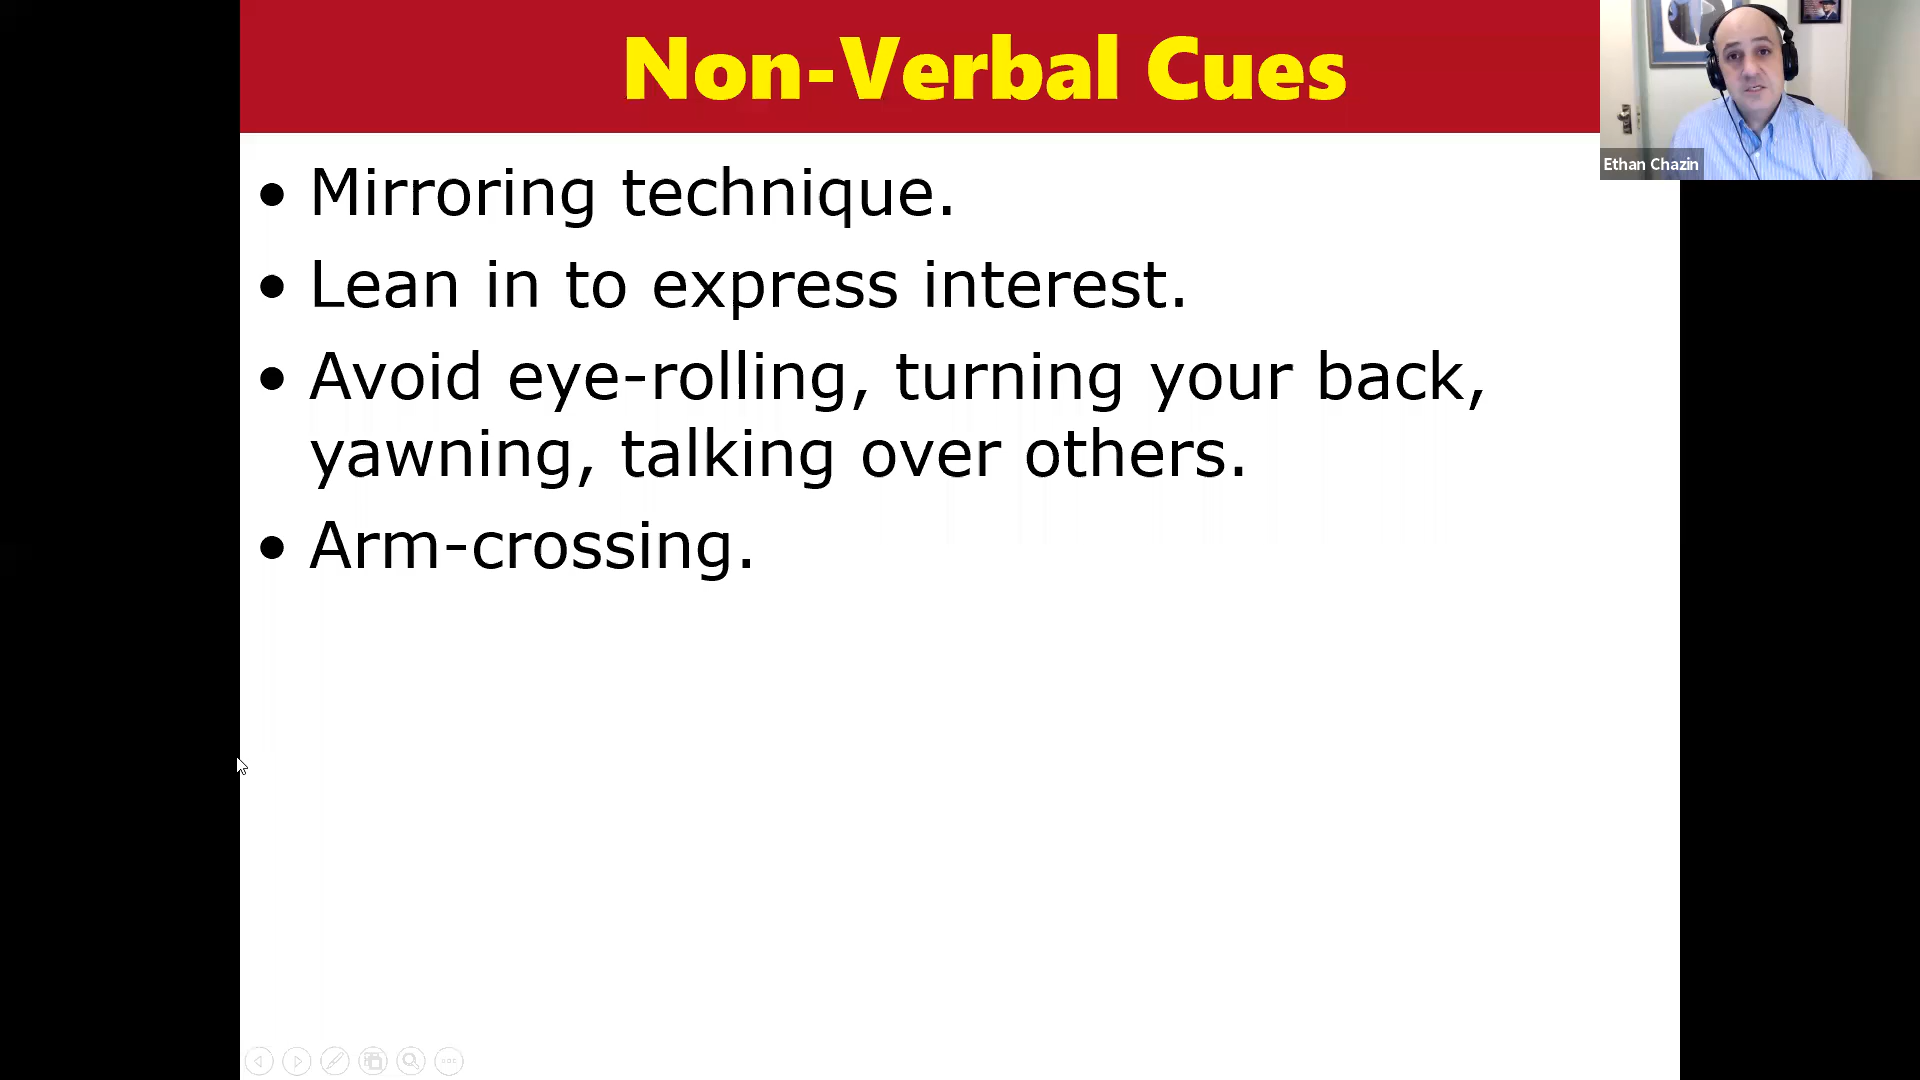 Non-Verbal Cues
Ethan Chazin
• Mirroring technique.
• Lean in to express interest.
• Avoid eye-rolling, turning your back,
yawning, talking over others.
• Arm-crossing.